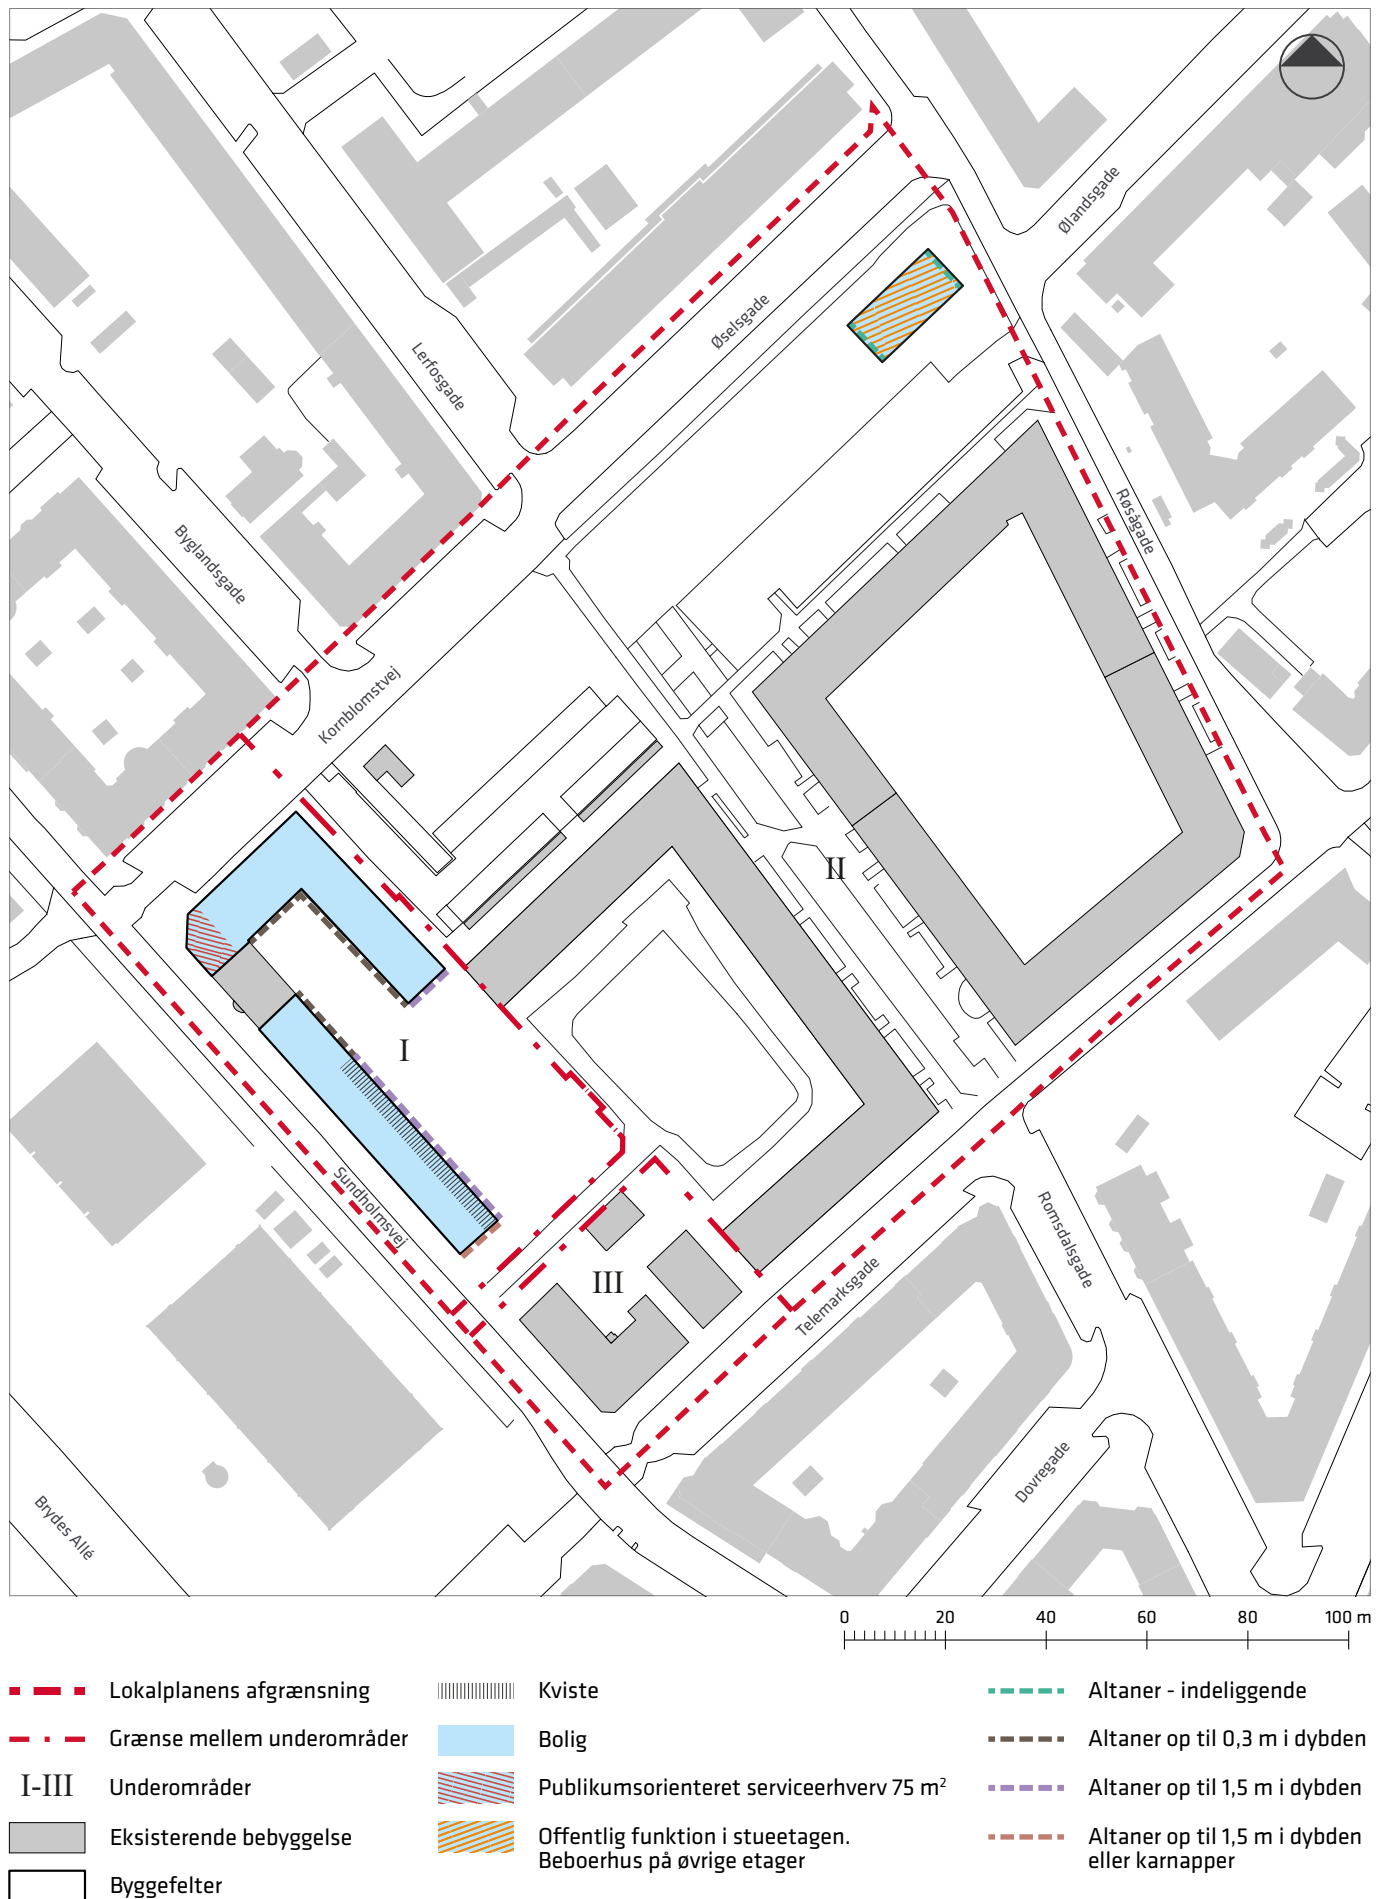 Ølandsgade
Øselsgade
Lerfosgade
Røsågade
Byglandsgade
Kornblomstvej
II
I
Sundholmsvej
Romsdalsgade
III
Telemarksgade
Dovregade
Brydes Allé
0 20 40 60 80 100 m
Lokalplanens afgrænsning
Grænse mellem underområder
I-III Underområder
Eksisterende bebyggelse
Byggefelter
Kviste
Bolig
Publikumsorienteret serviceerhverv 75 m²
Offentlig funktion i stueetagen.
Beboerhus på øvrige etager
Altaner - indeliggende
Altaner op til 0,3 m i dybden
Altaner op til 1,5 m i dybden
Altaner op til 1,5 m i dybden
eller karnapper